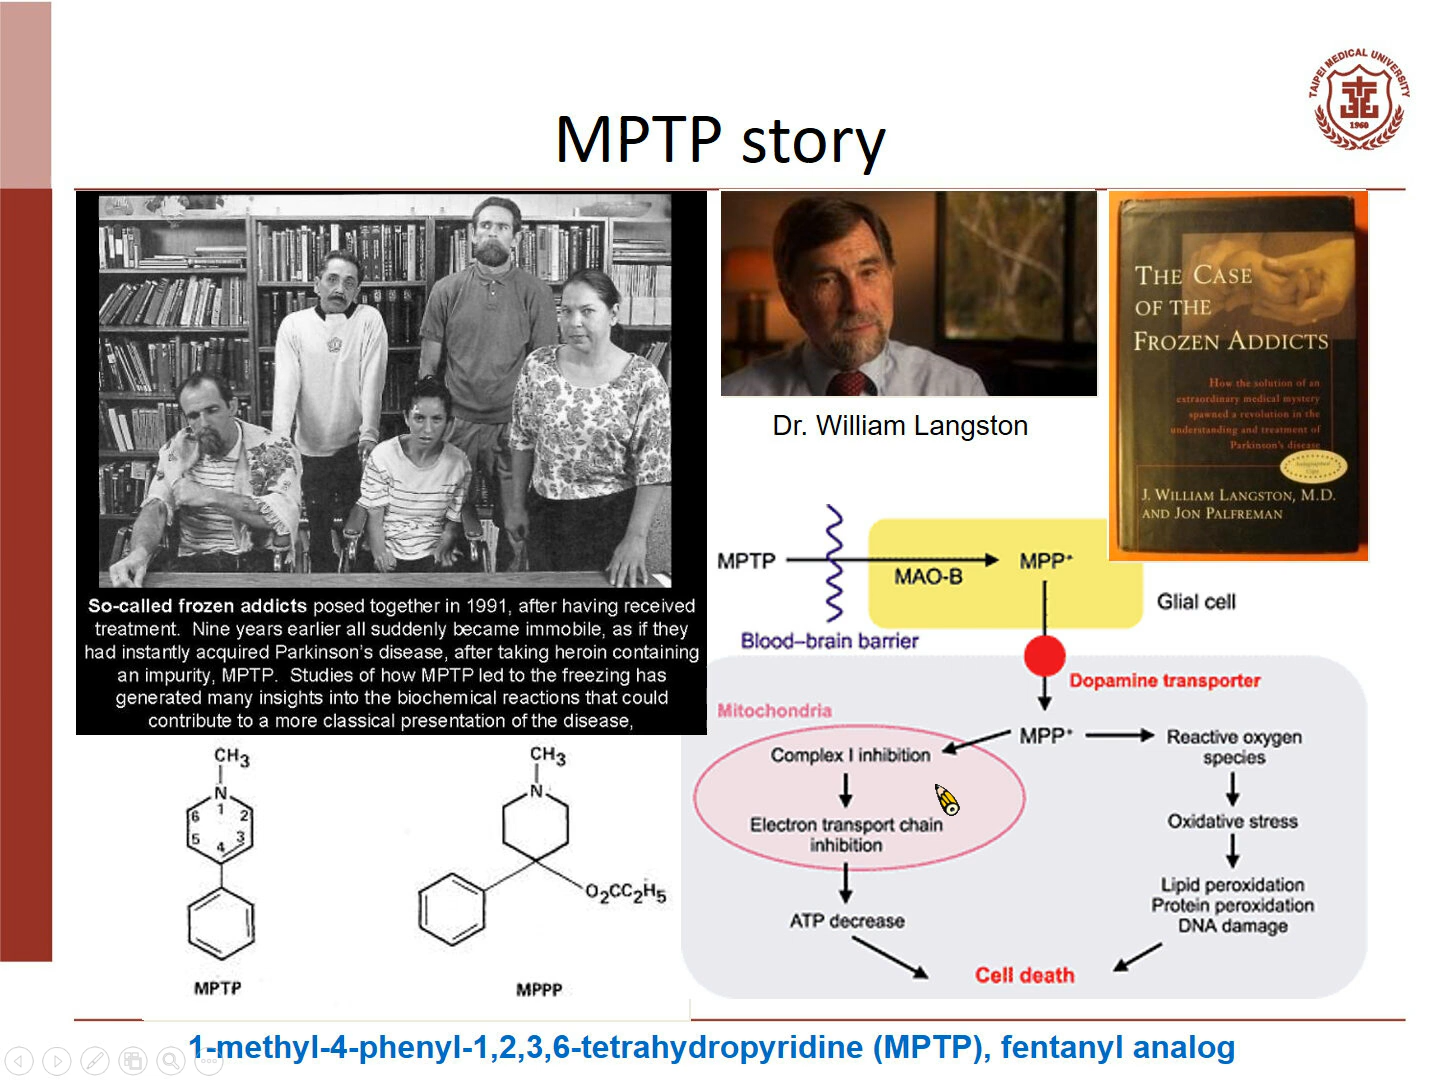 TAIPEI MEDICAL UNIVERSITY
1960
MPTP story
So-called frozen addicts posed together in 1991, after having received
treatment. Nine years earlier all suddenly became immobile, as if they
had instantly acquired Parkinson's disease, after taking heroin containing
an impurity, MPTP. Studies of how MPTP led to the freezing has
generated many insights into the biochemical reactions that could
contribute to a more classical presentation of the disease,
Dr. William Langston
THE CASE
OF THE
FROZEN ADDICTS
How the solution of an
extraordinary medical mystery
spawned a revolution in the
understanding and treatment of
Parkinson's disease
Autographed
Copy
J. WILLIAM LANGSTON, M.D.
AND JON PALFREMAN
MPTP
MAO-B
MPP+
Glial cell
Blood–brain barrier
Dopamine transporter
Mitochondria
MPP+
Complex I inhibition
Reactive oxygen
species
Electron transport chain
inhibition
Oxidative stress
ATP decrease
Lipid peroxidation
Protein peroxidation
DNA damage
Cell death
CH3
N
1
6
2
5
3
4
MPTP
CH3
N
O2CC2H5
MPPP
1-methyl-4-phenyl-1,2,3,6-tetrahydropyridine (MPTP), fentanyl analog